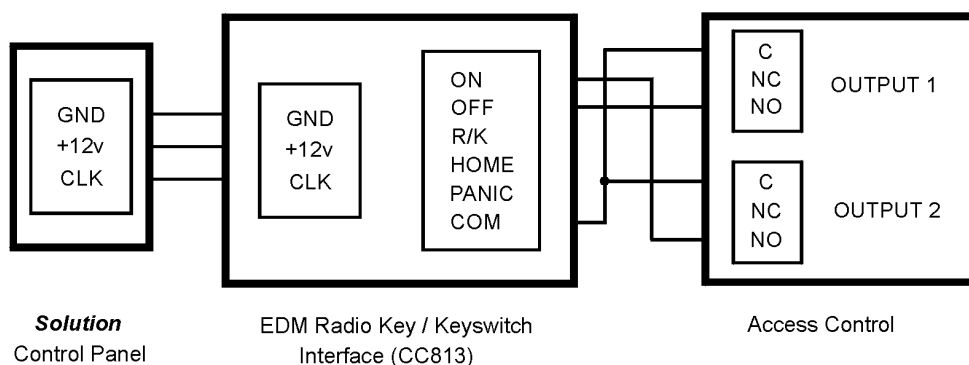 GND
+12v
CLK
GND
+12v
CLK
ON
OFF
R/K
HOME
PANIC
COM
C
NC
NO
OUTPUT 1
C
NC
NO
OUTPUT 2
Solution
Control Panel
EDM Radio Key / Keyswitch
Interface (CC813)
Access Control